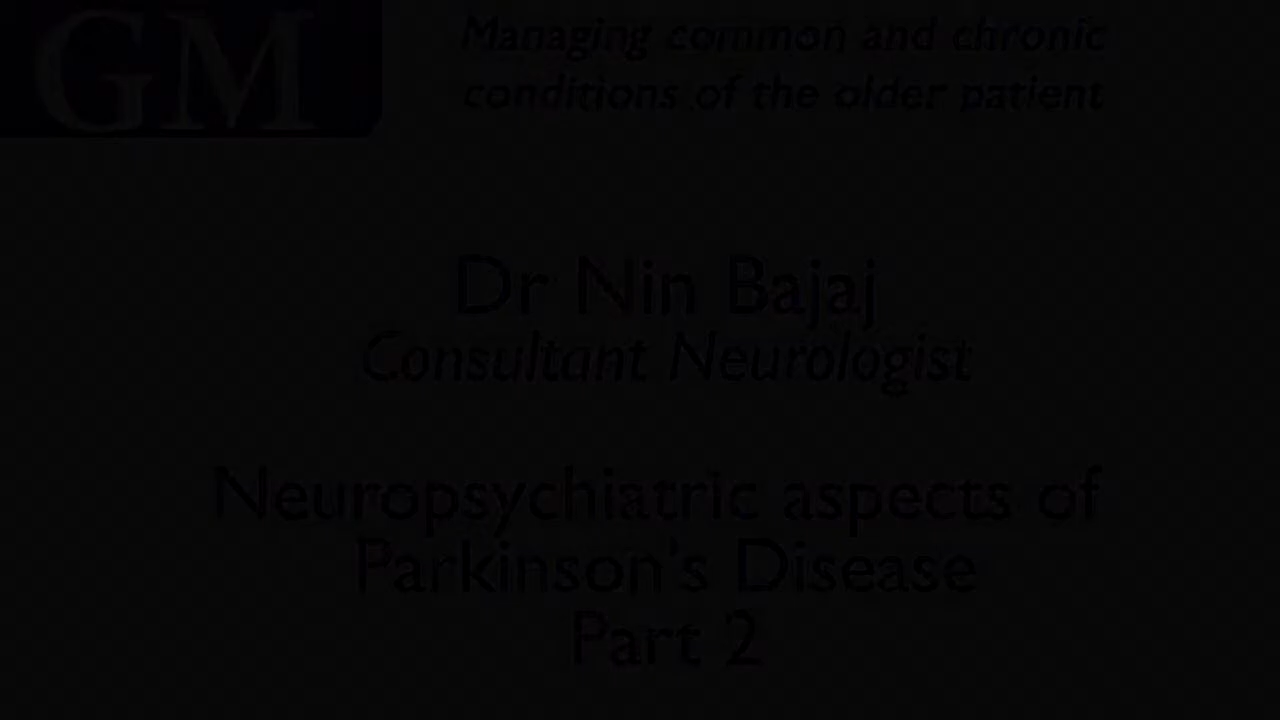 GM
Managing common and chronic
conditions of the older patient
Dr Nin Bajaj
Consultant Neurologist
Neuropsychiatric aspects of
Parkinson's Disease
Part 2